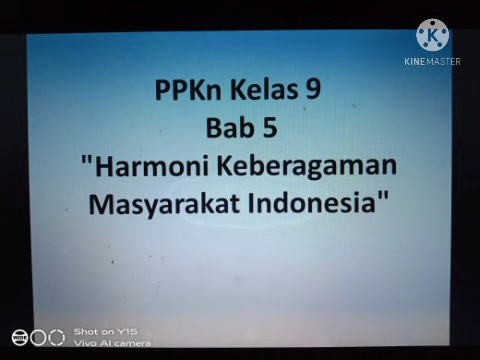 KINEMASTER
PPKn Kelas 9
Bab 5
"Harmoni Keberagaman
Masyarakat Indonesia"
Shot on Y15
Vivo AI camera